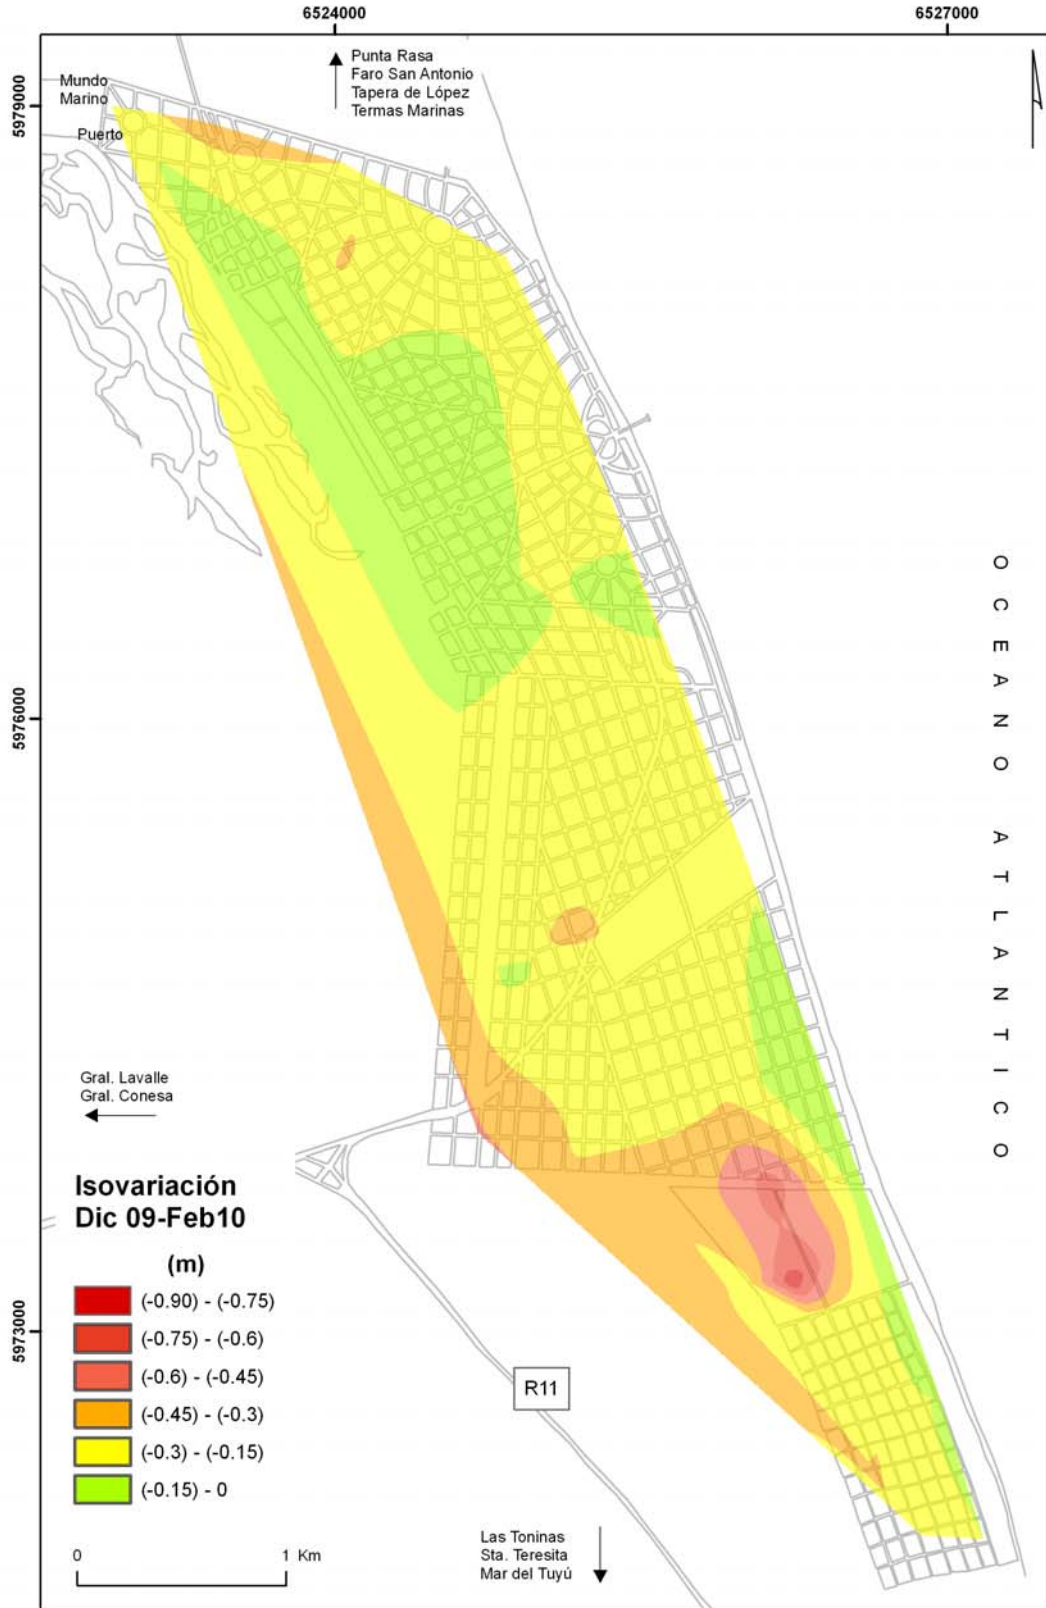 6524000
6527000
5979000
5976000
5973000
Punta Rasa
Faro San Antonio
Tapera de López
Termas Marinas
Mundo
Marino
Puerto
OCEANO ATLANTICO
Gral. Lavalle
Gral. Conesa
Isovariación
Dic 09-Feb10
(m)
(-0.90) - (-0.75)
(-0.75) - (-0.6)
(-0.6) - (-0.45)
(-0.45) - (-0.3)
(-0.3) - (-0.15)
(-0.15) - 0
R11
0 1 Km
Las Toninas
Sta. Teresita
Mar del Tuyú